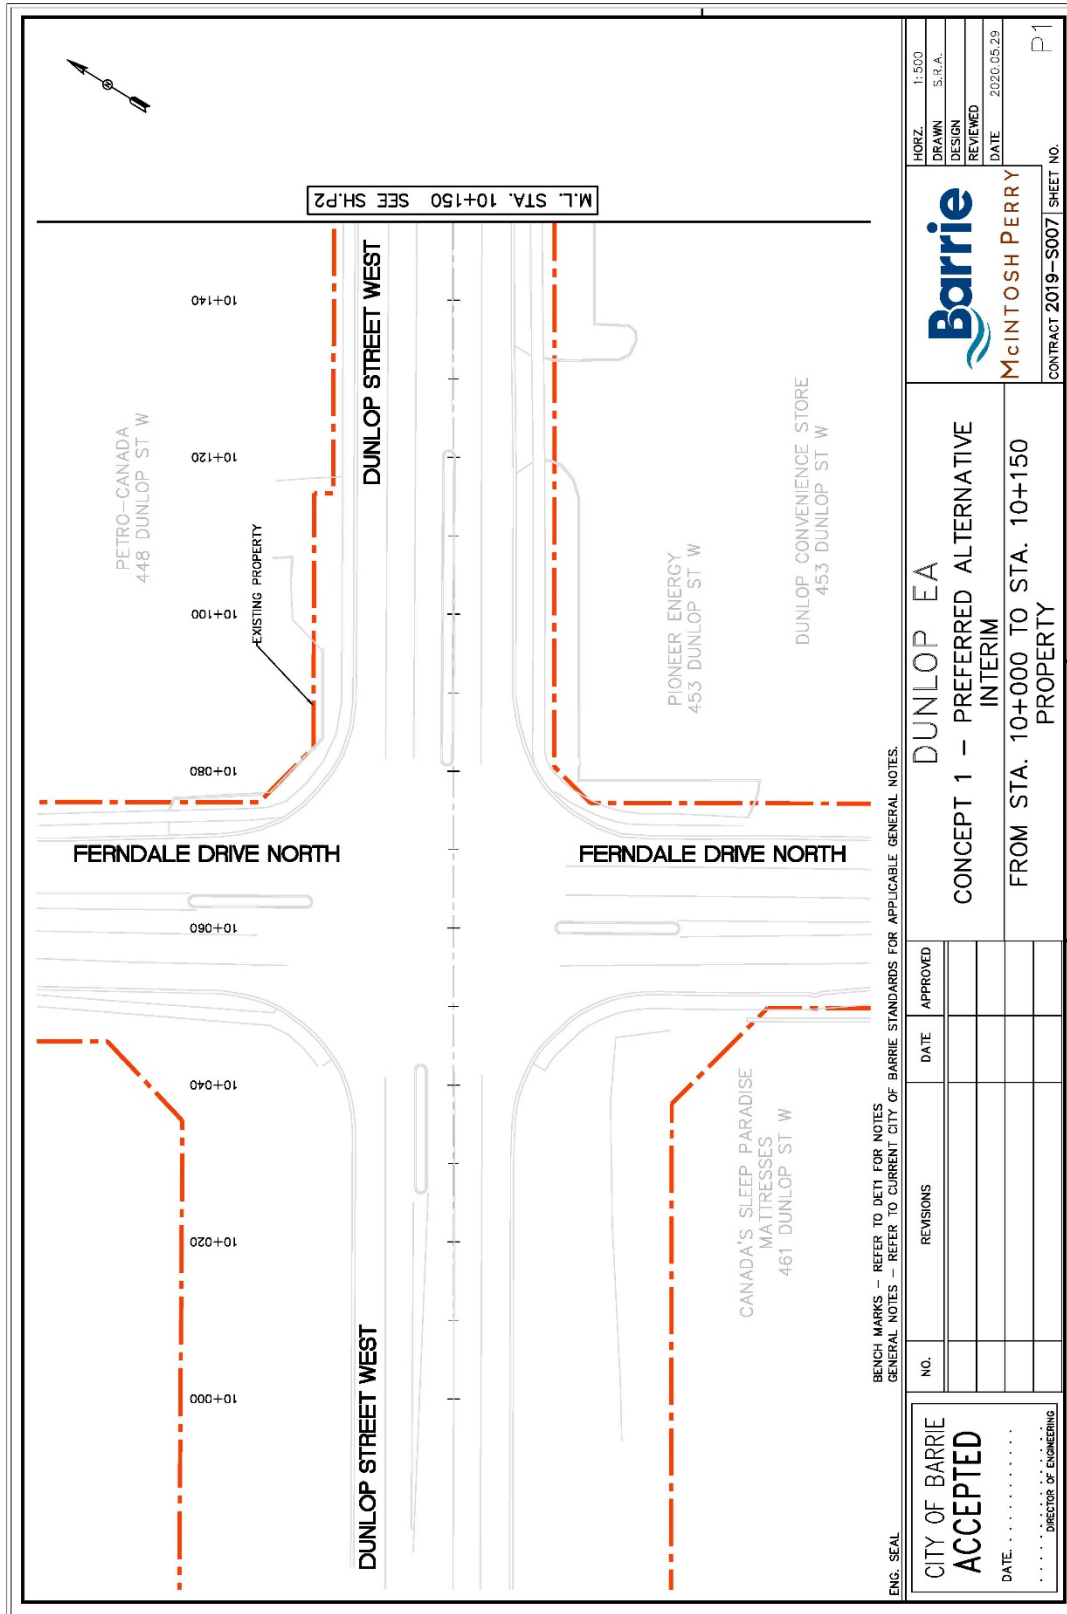 M.L. STA. 10+150 SEE SH.P2
10+140
10+120
10+100
10+080
10+060
10+040
10+020
10+000
PETRO-CANADA
448 DUNLOP ST W
EXISTING PROPERTY
DUNLOP STREET WEST
FERNDALE DRIVE NORTH
FERNDALE DRIVE NORTH
DUNLOP STREET WEST
PIONEER ENERGY
453 DUNLOP ST W
DUNLOP CONVENIENCE STORE
453 DUNLOP ST W
CANADA'S SLEEP PARADISE
MATTRESSES
461 DUNLOP ST W
BENCH MARKS – REFER TO DET1 FOR NOTES
GENERAL NOTES – REFER TO CURRENT CITY OF BARRIE STANDARDS FOR APPLICABLE GENERAL NOTES.
ENG. SEAL
CITY OF BARRIE
ACCEPTED
DATE. . . . . . . . . . . .
DIRECTOR OF ENGINEERING
NO.
REVISIONS
DATE
APPROVED
DUNLOP EA
CONCEPT 1 – PREFERRED ALTERNATIVE
INTERIM
FROM STA. 10+000 TO STA. 10+150
PROPERTY
Barrie
McINTOSH PERRY
CONTRACT 2019-S007
SHEET NO.
P1
HORZ. 1:500
DRAWN S.R.A.
DESIGN
REVIEWED
DATE 2020.05.29